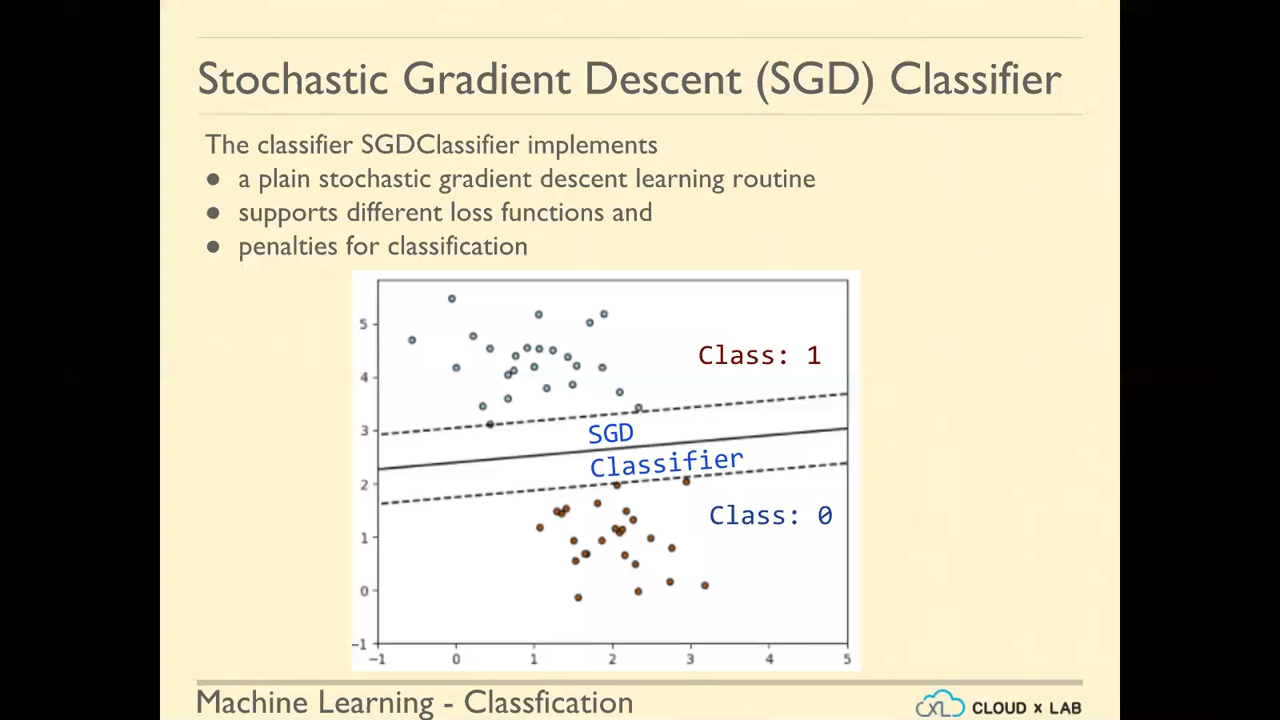 Stochastic Gradient Descent (SGD) Classifier
The classifier SGDClassifier implements
● a plain stochastic gradient descent learning routine
● supports different loss functions and
● penalties for classification
5
4
3
2
1
0
−1
−1 0 1 2 3 4 5
Class: 1
SGD
Classifier
Class: 0
Machine Learning - Classfication
CXL CLOUD x LAB